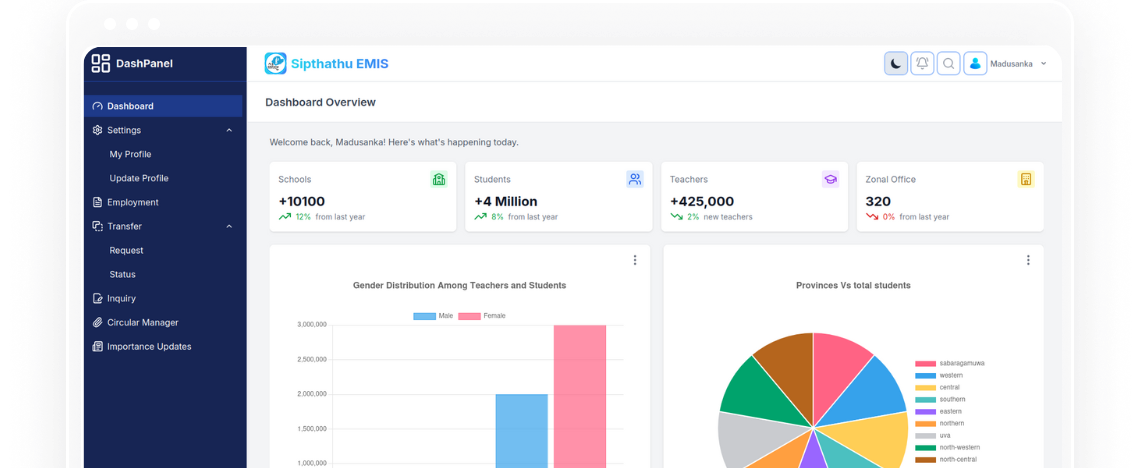 DashPanel
Dashboard
Settings
My Profile
Update Profile
Employment
Transfer
Request
Status
Inquiry
Circular Manager
Importance Updates
Sipthathu EMIS
Madusanka
Dashboard Overview
Welcome back, Madusanka! Here's what's happening today.
Schools
+10100
12% from last year
Students
+4 Million
8% from last year
Teachers
+425,000
2% new teachers
Zonal Office
320
0% from last year
Gender Distribution Among Teachers and Students
Male Female
3,000,000
2,500,000
2,000,000
1,500,000
1,000,000
Provinces Vs total students
sabaragamuwa
western
central
southern
eastern
northern
uva
north-western
north-central